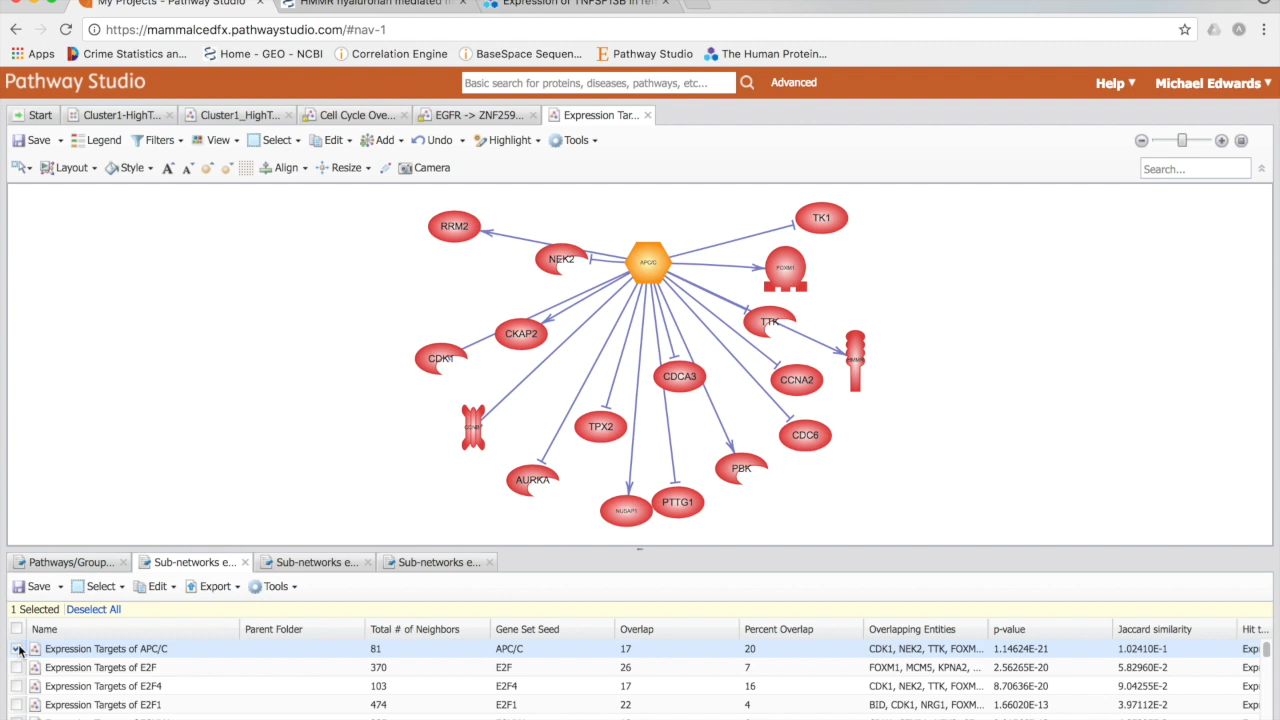 My Projects - Pathway Studio × HMMR hyaluronan mediated m × Expression of TNFSF13B in ren ×
https://mammalcedfx.pathwaystudio.com/#nav-1
Apps Crime Statistics an... Home - GEO - NCBI Correlation Engine BaseSpace Sequen... Pathway Studio The Human Protein...
Pathway Studio Basic search for proteins, diseases, pathways, etc... Advanced Help Michael Edwards
Start Cluster1-HighT... Cluster1_HighT... Cell Cycle Ove... EGFR -> ZNF259... Expression Tar...
Save Legend Filters View Select Edit Add Undo Highlight Tools
Layout Style A A Align Resize Camera Search...
TK1
RRM2
NEK2
APC/C
FOXM1
TTK
CKAP2
CDK1
CDCA3
CCNA2
TPX2
CDC6
PBK
AURKA
PTTG1
NUSAP1
Pathways/Group... Sub-networks e... Sub-networks e... Sub-networks e...
Save Select Edit Export Tools
1 Selected Deselect All
Name Parent Folder Total # of Neighbors Gene Set Seed Overlap Percent Overlap Overlapping Entities p-value Jaccard similarity Hit t...
Expression Targets of APC/C 81 APC/C 17 20 CDK1, NEK2, TTK, FOXM... 1.14624E-21 1.02410E-1 Exp
Expression Targets of E2F 370 E2F 26 7 FOXM1, MCM5, KPNA2, ... 2.56265E-20 5.82960E-2 Exp
Expression Targets of E2F4 103 E2F4 17 16 CDK1, NEK2, TTK, FOXM... 8.70636E-20 9.04255E-2 Exp
Expression Targets of E2F1 474 E2F1 22 4 BID, CDK1, NRG1, FOXM... 1.66020E-13 3.97112E-2 Exp